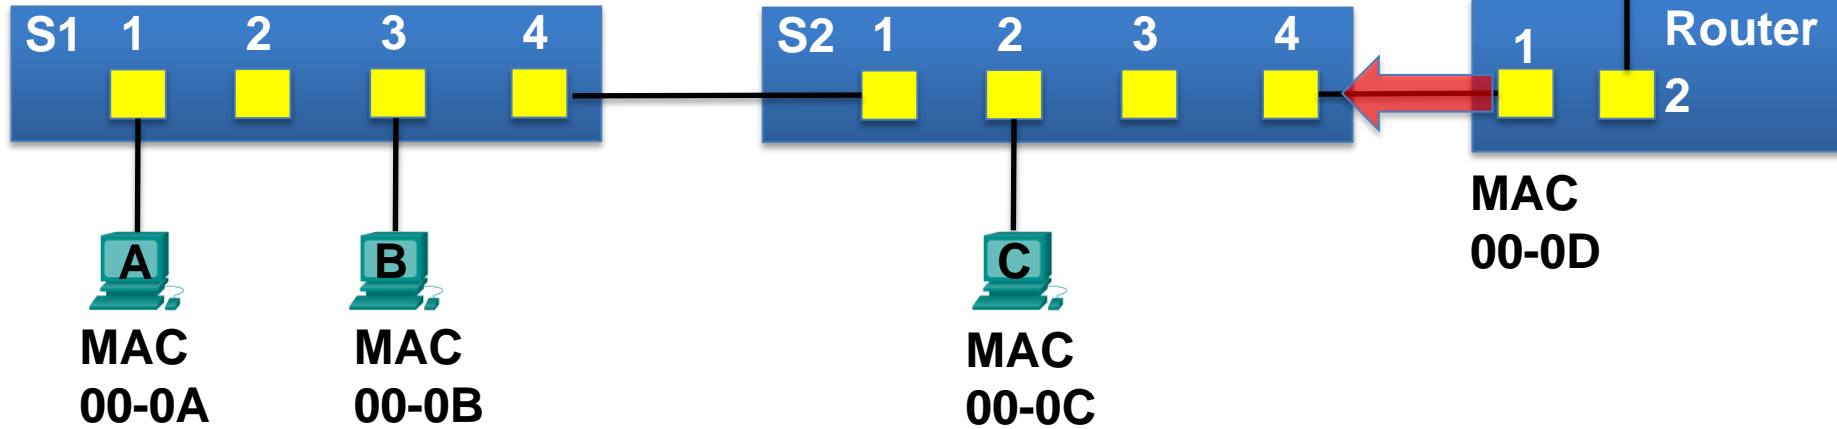 S1 1 2 3 4
S2 1 2 3 4
Router
1
2
A
B
C
MAC
00-0A
MAC
00-0B
MAC
00-0C
MAC
00-0D